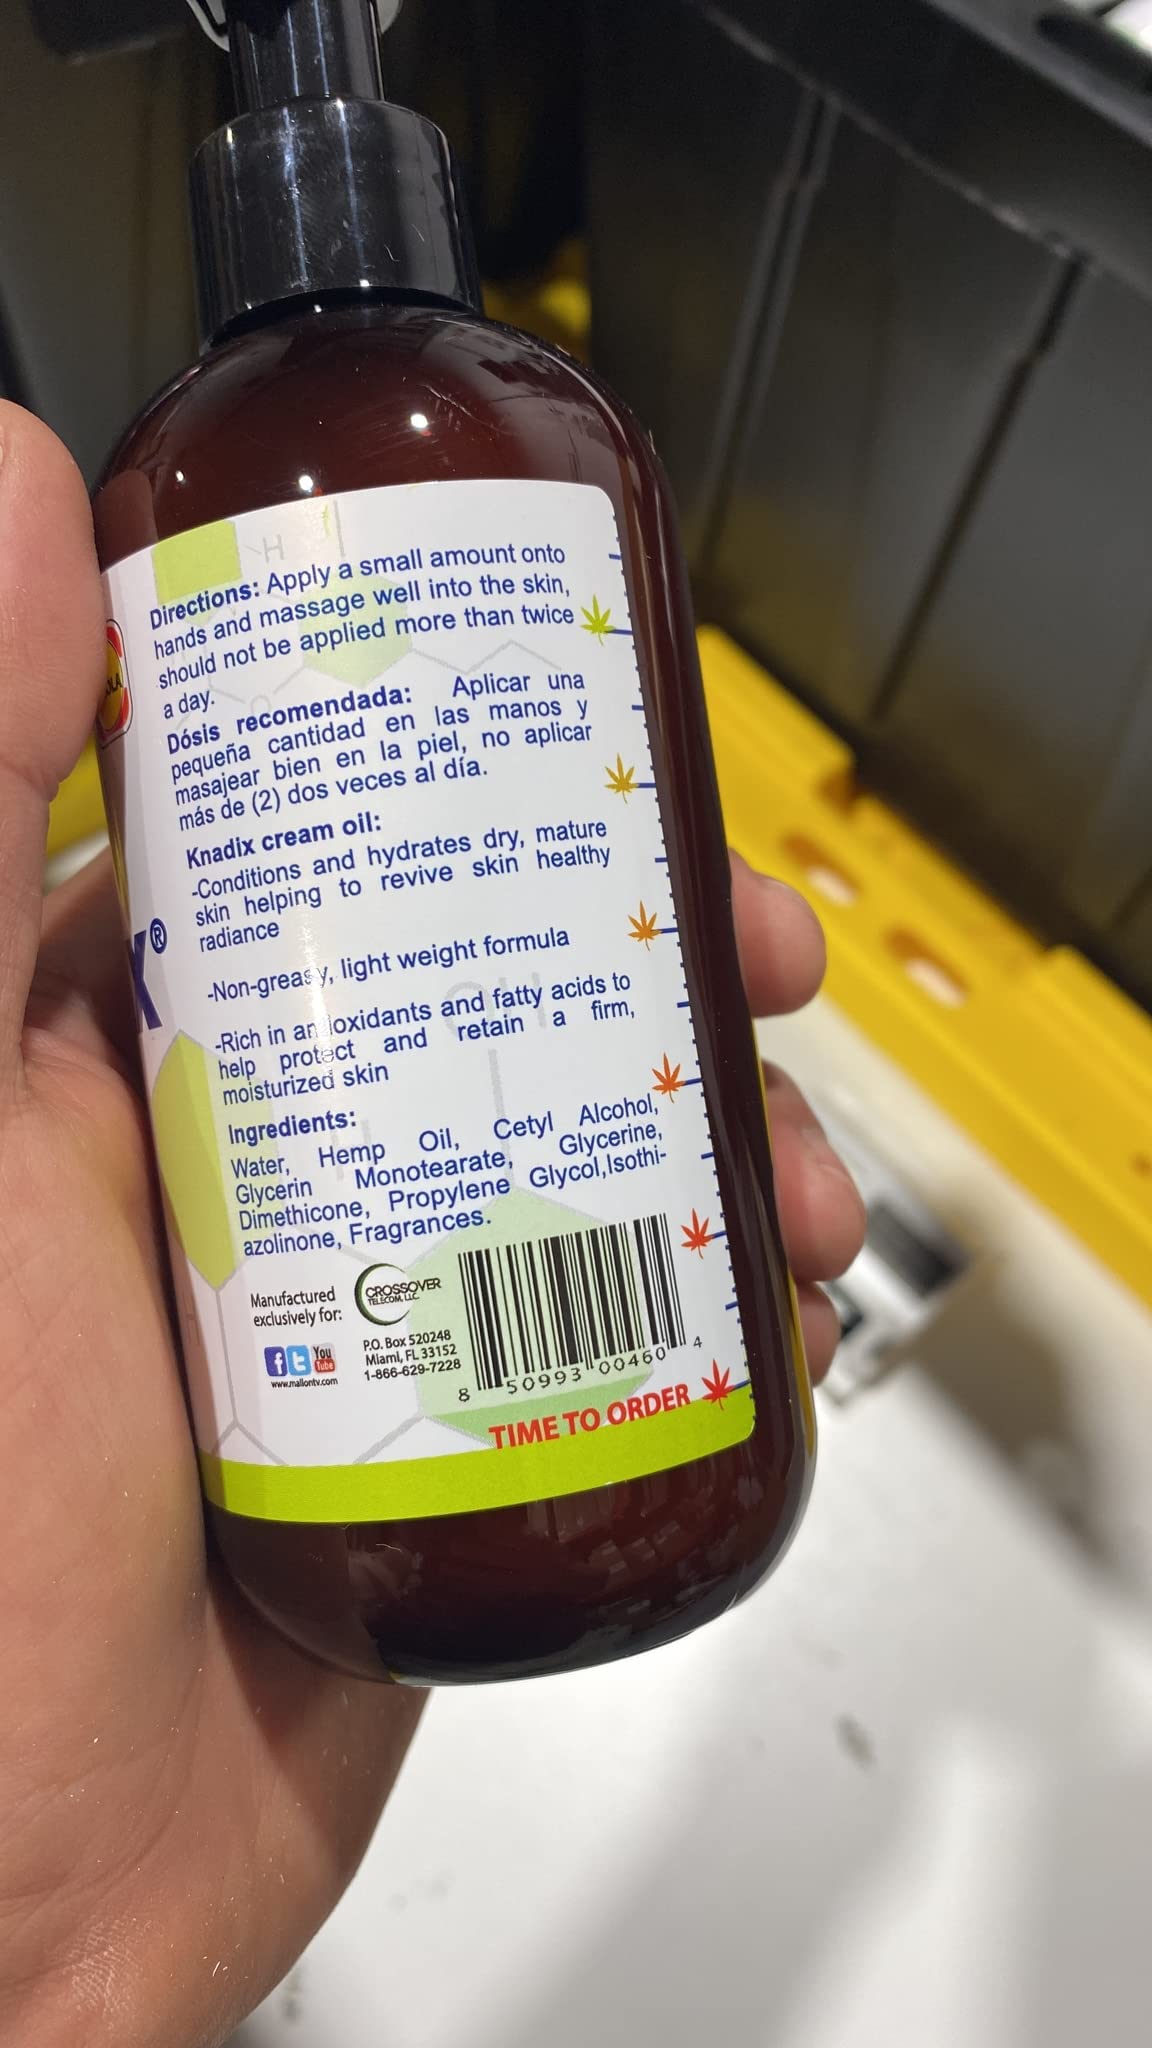 Directions: Apply a small amount onto
hands and massage well into the skin,
should not be applied more than twice
a day.
Dósis recomendada: Aplicar una
pequeña cantidad en las manos y
masajear bien en la piel, no aplicar
más de (2) dos veces al día.
Knadix cream oil:
-Conditions and hydrates dry, mature
skin helping to revive skin healthy
radiance
-Non-greasy, light weight formula
-Rich in antioxidants and fatty acids to
help protect and retain a firm,
moisturized skin
Ingredients:
Water, Hemp Oil, Cetyl Alcohol,
Glycerin Monotearate, Glycerine,
Dimethicone, Propylene Glycol,Isothi-
azolinone, Fragrances.
Manufactured
exclusively for:
CROSSOVER
TELECOM, LLC.
P.O. Box 520248
Miami, FL 33152
1-866-629-7228
f t You
Tube
www.mallontv.com
8 50993 00460 4
TIME TO ORDER
X®
OH
H
H
H
O